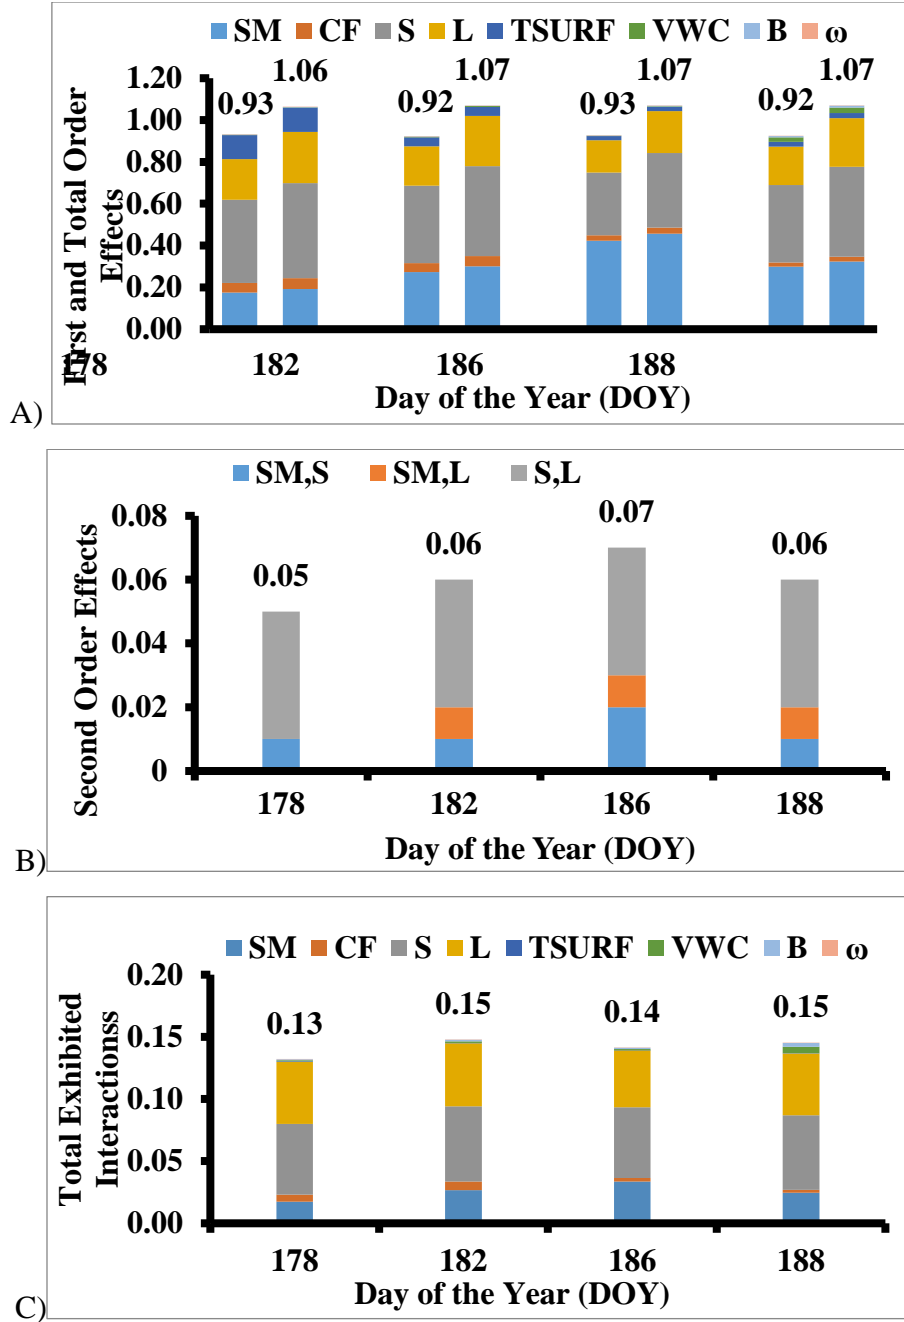 SM CF S L TSURF VWC B ω
1.06 1.07 1.07 1.07
0.93 0.92 0.93 0.92
1.20
1.00
0.80
0.60
0.40
0.20
0.00
First and Total Order
Effects
178 182 186 188
Day of the Year (DOY)
A)
SM,S SM,L S,L
0.08
0.06
0.04
0.02
0
Second Order Effects
0.05 0.06 0.07 0.06
178 182 186 188
Day of the Year (DOY)
B)
SM CF S L TSURF VWC B ω
0.20
0.15
0.10
0.05
0.00
Total Exhibited
Interactionss
0.13 0.15 0.14 0.15
178 182 186 188
Day of the Year (DOY)
C)